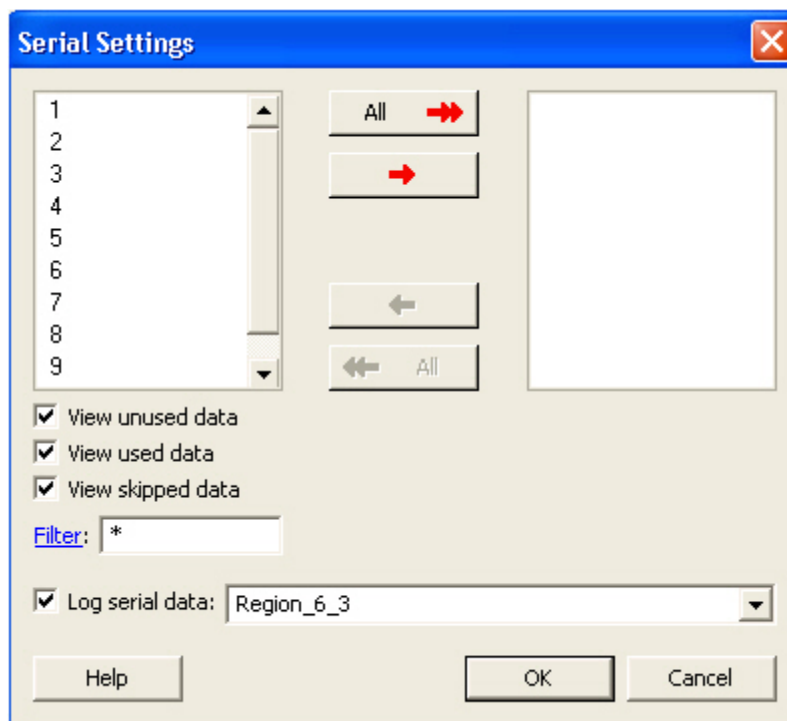 Serial Settings
1
2
3
4
5
6
7
8
9
All
All
View unused data
View used data
View skipped data
Filter: *
Log serial data: Region_6_3
Help OK Cancel